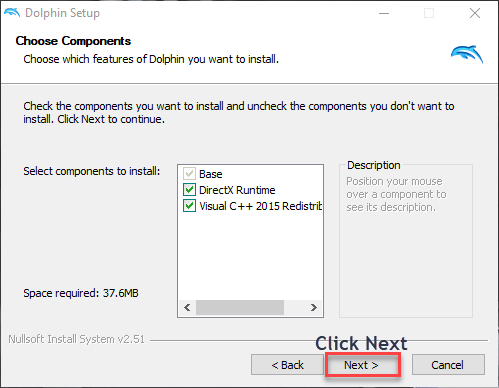 Dolphin Setup
Choose Components
Choose which features of Dolphin you want to install.
Check the components you want to install and uncheck the components you don't want to
install. Click Next to continue.
Select components to install:
Base
DirectX Runtime
Visual C++ 2015 Redistrib
Description
Position your mouse
over a component to
see its description.
Space required: 37.6MB
Nullsoft Install System v2.51
Click Next
< Back
Next >
Cancel